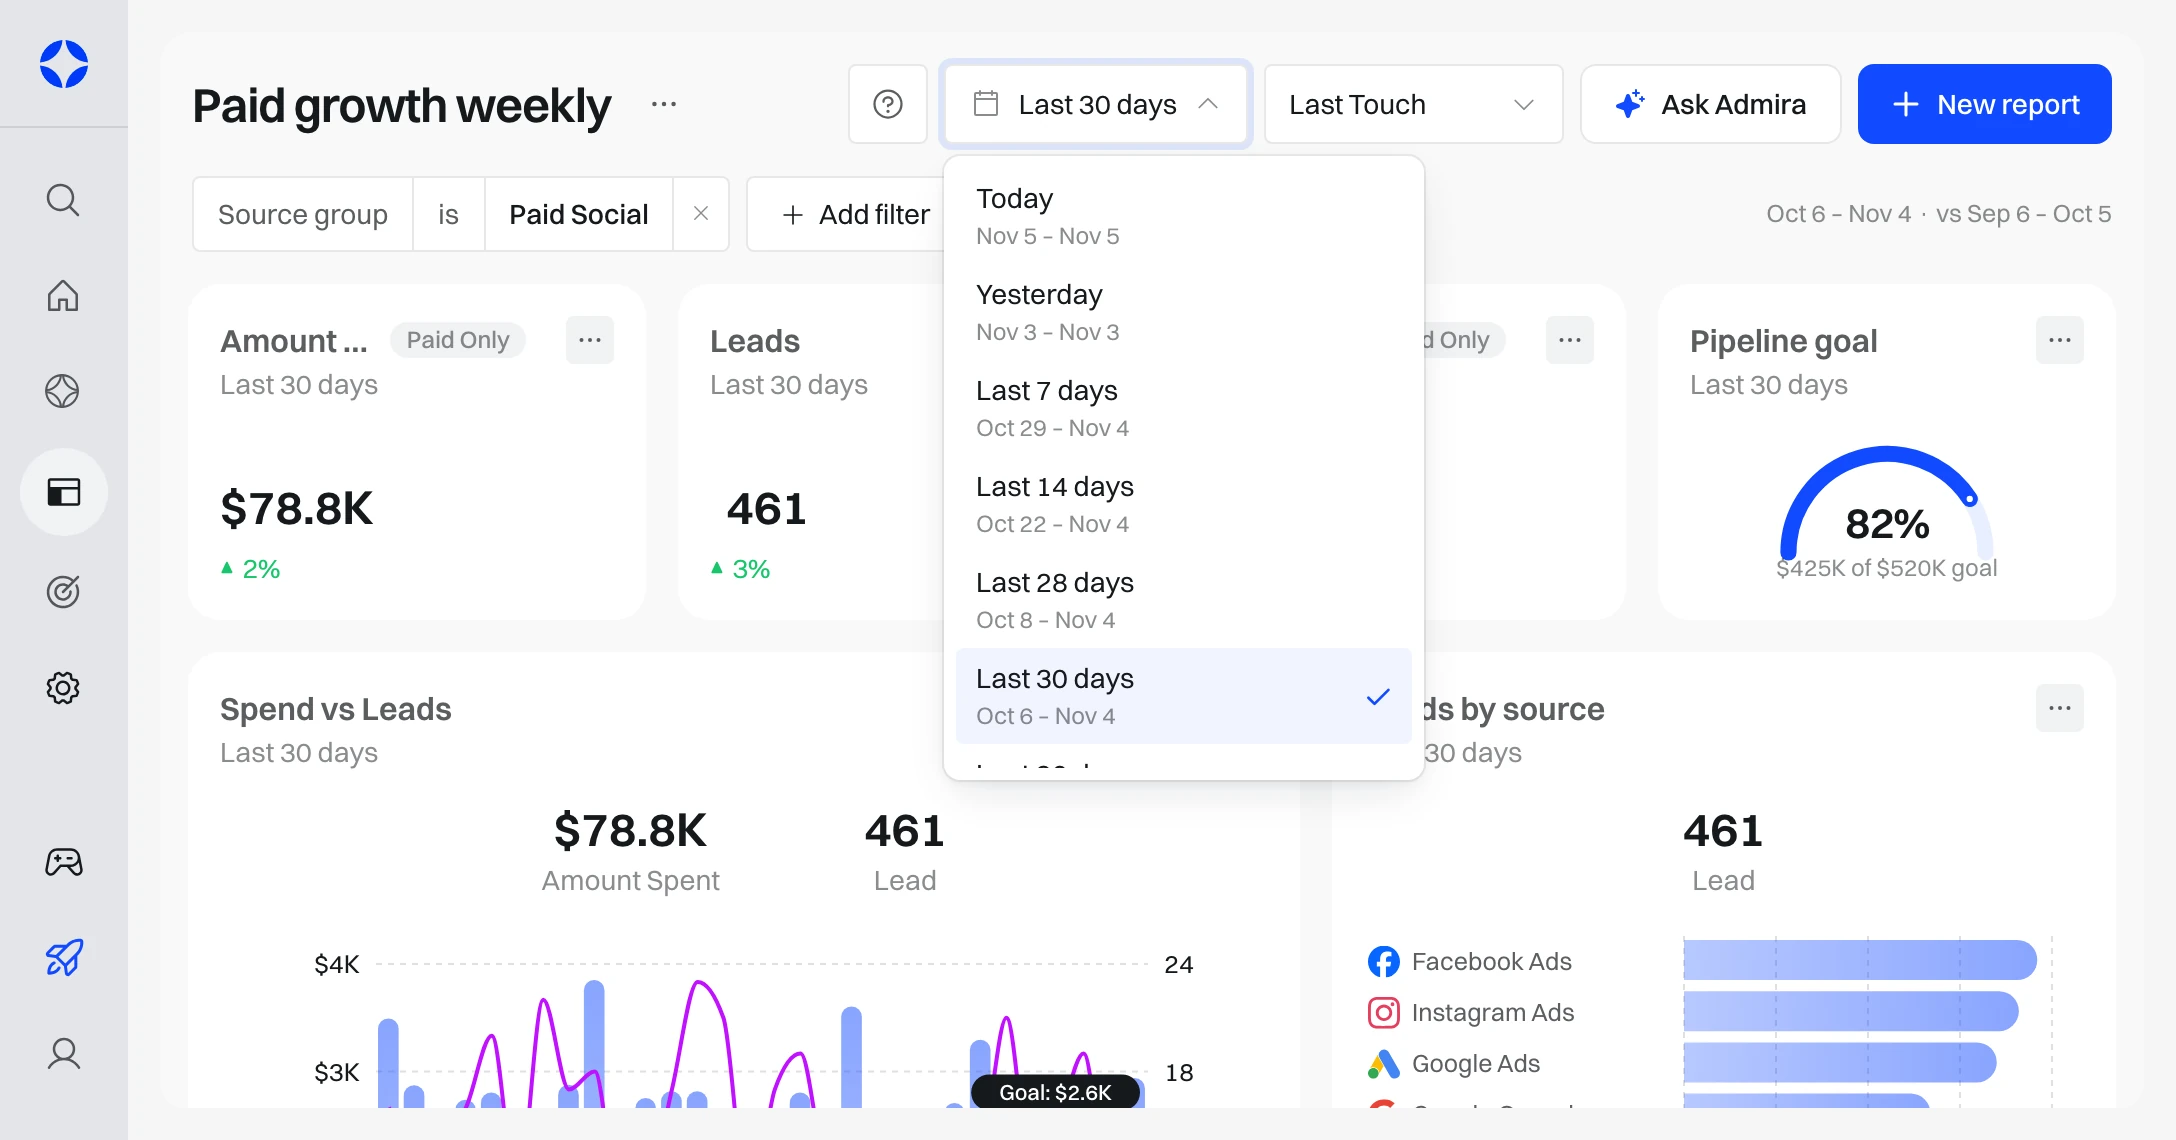 Paid growth weekly
Last 30 days
Last Touch
Ask Admira
New report
Source group
is
Paid Social
Add filter
Oct 6 – Nov 4 · vs Sep 6 – Oct 5
Today
Nov 5 – Nov 5
Yesterday
Nov 3 – Nov 3
Last 7 days
Oct 29 – Nov 4
Last 14 days
Oct 22 – Nov 4
Last 28 days
Oct 8 – Nov 4
Last 30 days
Oct 6 – Nov 4
Amount ...
Paid Only
Last 30 days
$78.8K
2%
Leads
Last 30 days
461
3%
d Only
Pipeline goal
Last 30 days
82%
$425K of $520K goal
Spend vs Leads
Last 30 days
$78.8K
Amount Spent
461
Lead
$4K
24
$3K
18
Goal: $2.6K
ds by source
30 days
461
Lead
Facebook Ads
Instagram Ads
Google Ads